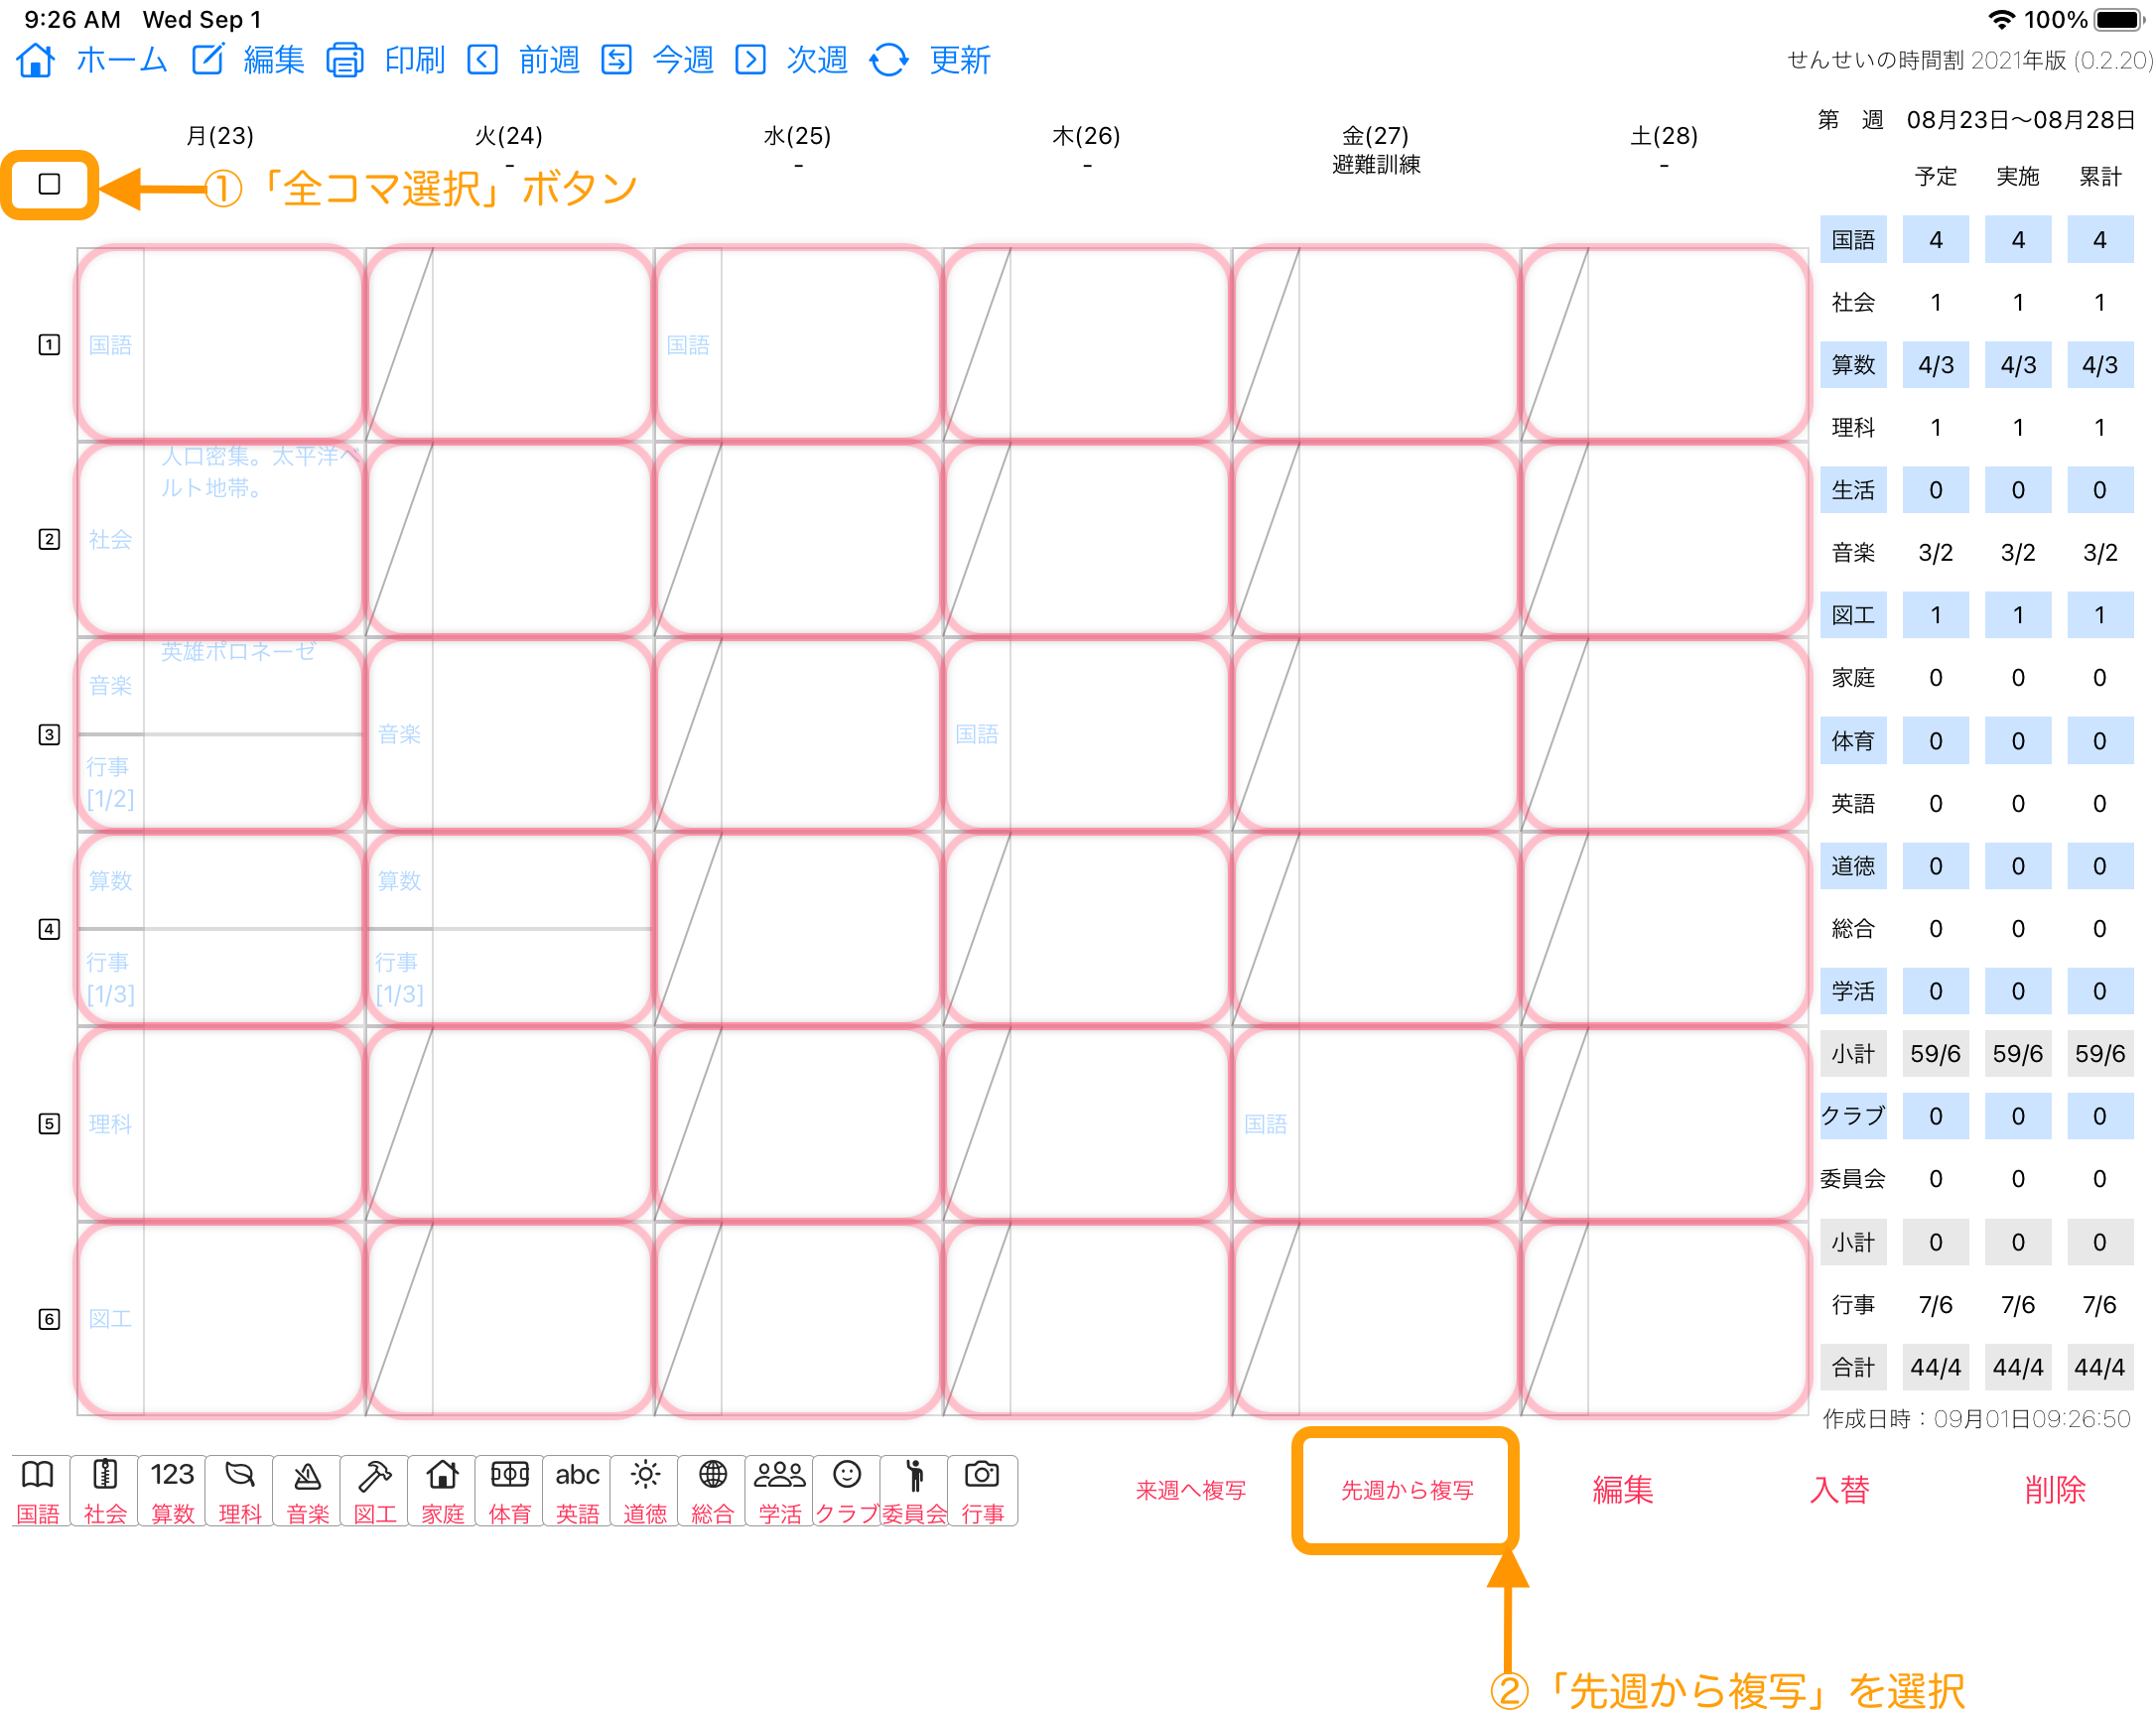 9:26 AM Wed Sep 1 100%
ホーム 編集 印刷 前週 今週 次週 更新 せんせいの時間割 2021年版 (0.2.20)
第 週 08月23日〜08月28日
月(23) 火(24) 水(25) 木(26) 金(27) 土(28)
- - - 避難訓練 -
①「全コマ選択」ボタン
予定 実施 累計
1 国語 国語
2 社会 人口密集。太平洋ベ
ルト地帯。
3 音楽 英雄ポロネーゼ
行事
[1/2]
音楽 国語
4 算数 算数
行事 行事
[1/3] [1/3]
5 理科 国語
6 図工
国語 4 4 4
社会 1 1 1
算数 4/3 4/3 4/3
理科 1 1 1
生活 0 0 0
音楽 3/2 3/2 3/2
図工 1 1 1
家庭 0 0 0
体育 0 0 0
英語 0 0 0
道徳 0 0 0
総合 0 0 0
学活 0 0 0
小計 59/6 59/6 59/6
クラブ 0 0 0
委員会 0 0 0
小計 0 0 0
行事 7/6 7/6 7/6
合計 44/4 44/4 44/4
作成日時：09月01日09:26:50
123 abc
国語 社会 算数 理科 音楽 図工 家庭 体育 英語 道徳 総合 学活 クラブ 委員会 行事
来週へ複写 先週から複写 編集 入替 削除
②「先週から複写」を選択